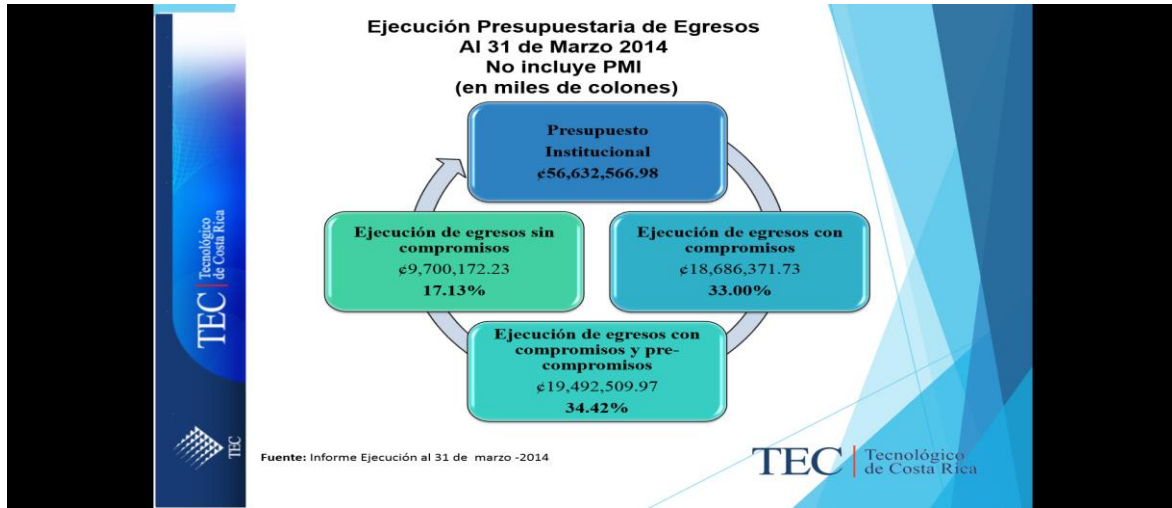 Ejecución Presupuestaria de Egresos
Al 31 de Marzo 2014
No incluye PMI
(en miles de colones)
Presupuesto
Institucional
¢56,632,566.98
Ejecución de egresos sin
compromisos
¢9,700,172.23
17.13%
Ejecución de egresos con
compromisos
¢18,686,371.73
33.00%
Ejecución de egresos con
compromisos y pre-
compromisos
¢19,492,509.97
34.42%
Fuente: Informe Ejecución al 31 de marzo -2014
TEC Tecnológico
de Costa Rica
TEC Tecnológico
de Costa Rica
TEC